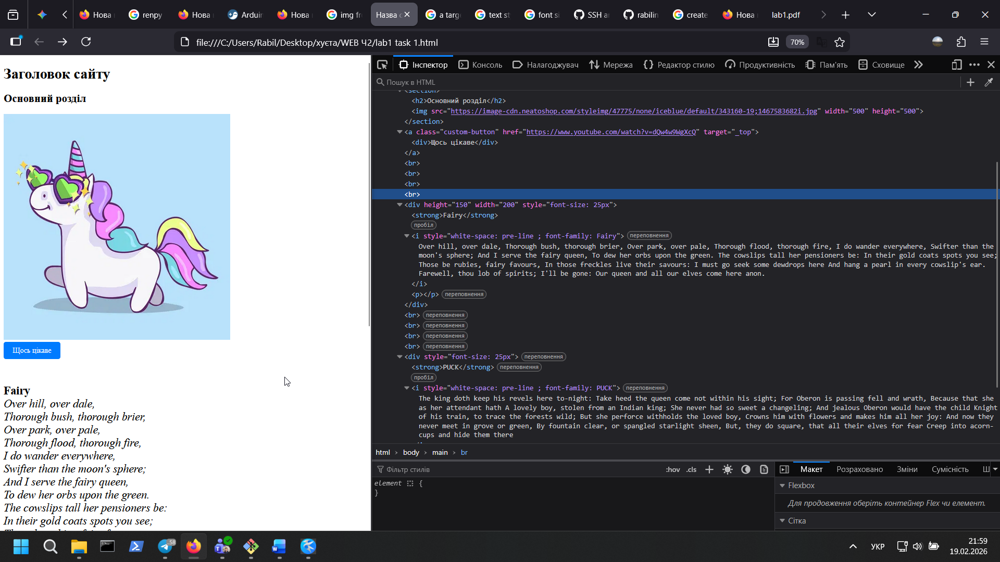 Нова
renpy
Нова
Arduin
Нова
img fr
Назва с
a targ
text st
font si
SSH a
rabilin
create
Нова
lab1.pdf
file:///C:/Users/Rabil/Desktop/хуєта/WEB Ч2/lab1 task 1.html
70%
Заголовок сайту
Основний розділ
Щось цікаве
Fairy
Over hill, over dale,
Thorough bush, thorough brier,
Over park, over pale,
Thorough flood, thorough fire,
I do wander everywhere,
Swifter than the moon's sphere;
And I serve the fairy queen,
To dew her orbs upon the green.
The cowslips tall her pensioners be:
In their gold coats spots you see;
Інспектор
Консоль
Налагоджувач
Мережа
Редактор стилю
Продуктивність
Пам'ять
Сховище
Пошук в HTML
<section>
<h2>Основний розділ</h2>
<img src="https://image-cdn.neatoshop.com/styleimg/47775/none/iceblue/default/343160-19;1467583682i.jpg" width="500" height="500">
</section>
<a class="custom-button" href="https://www.youtube.com/watch?v=dQw4w9WgXcQ" target="_top">
<div>Щось цікаве</div>
</a>
<br>
<br>
<br>
<br>
<div height="150" width="200" style="font-size: 25px">
<strong>Fairy</strong>
пробіл
<i style="white-space: pre-line ; font-family: Fairy"> переповнення
Over hill, over dale, Thorough bush, thorough brier, Over park, over pale, Thorough flood, thorough fire, I do wander everywhere, Swifter than the
moon's sphere; And I serve the fairy queen, To dew her orbs upon the green. The cowslips tall her pensioners be: In their gold coats spots you see;
Those be rubies, fairy favours, In those freckles live their savours: I must go seek some dewdrops here And hang a pearl in every cowslip's ear.
Farewell, thou lob of spirits; I'll be gone: Our queen and all our elves come here anon.
</i>
<p></p> переповнення
</div>
<br> переповнення
<br> переповнення
<br> переповнення
<br> переповнення
<div style="font-size: 25px"> переповнення
<strong>PUCK</strong> переповнення
пробіл
<i style="white-space: pre-line ; font-family: PUCK"> переповнення
The king doth keep his revels here to-night: Take heed the queen come not within his sight; For Oberon is passing fell and wrath, Because that she
as her attendant hath A lovely boy, stolen from an Indian king; She never had so sweet a changeling; And jealous Oberon would have the child Knight
of his train, to trace the forests wild; But she perforce withholds the loved boy, Crowns him with flowers and makes him all her joy: And now they
never meet in grove or green, By fountain clear, or spangled starlight sheen, But, they do square, that all their elves for fear Creep into acorn-
cups and hide them there
html
body
main
br
Фільтр стилів
:hov
.cls
element {
}
Макет
Розраховано
Зміни
Сумісність
Ш
Flexbox
Для продовження оберіть контейнер Flex чи елемент.
Сітка
.58
УКР
21:59
19.02.2026